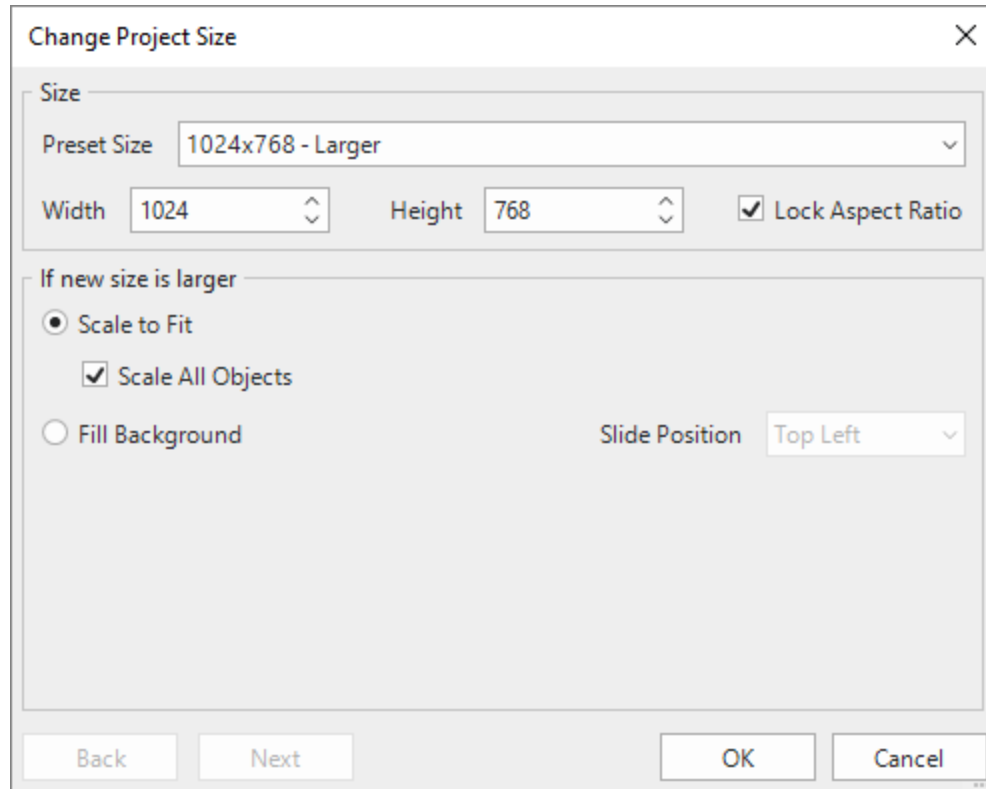 Change Project Size
Size
Preset Size 1024x768 - Larger
Width 1024 Height 768 Lock Aspect Ratio
If new size is larger
Scale to Fit
Scale All Objects
Fill Background Slide Position Top Left
Back Next OK Cancel